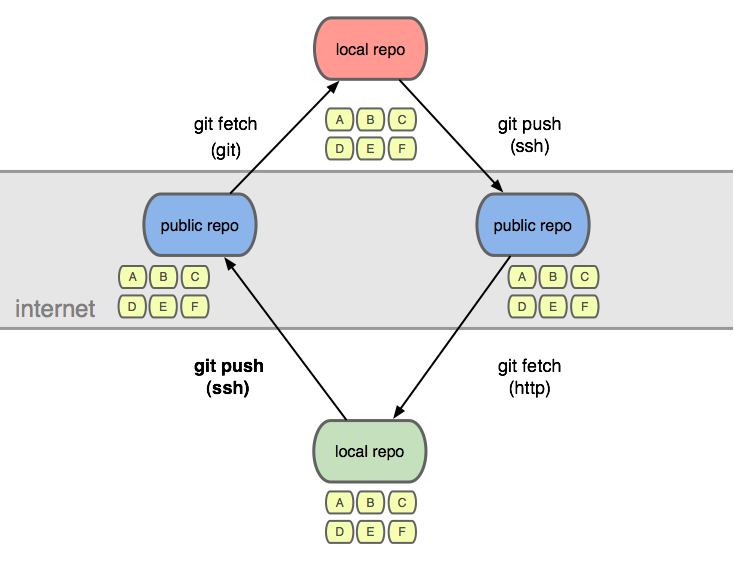 local repo
A B C
D E F
git fetch
(git)
git push
(ssh)
public repo
A B C
D E F
public repo
A B C
D E F
internet
git push
(ssh)
git fetch
(http)
local repo
A B C
D E F